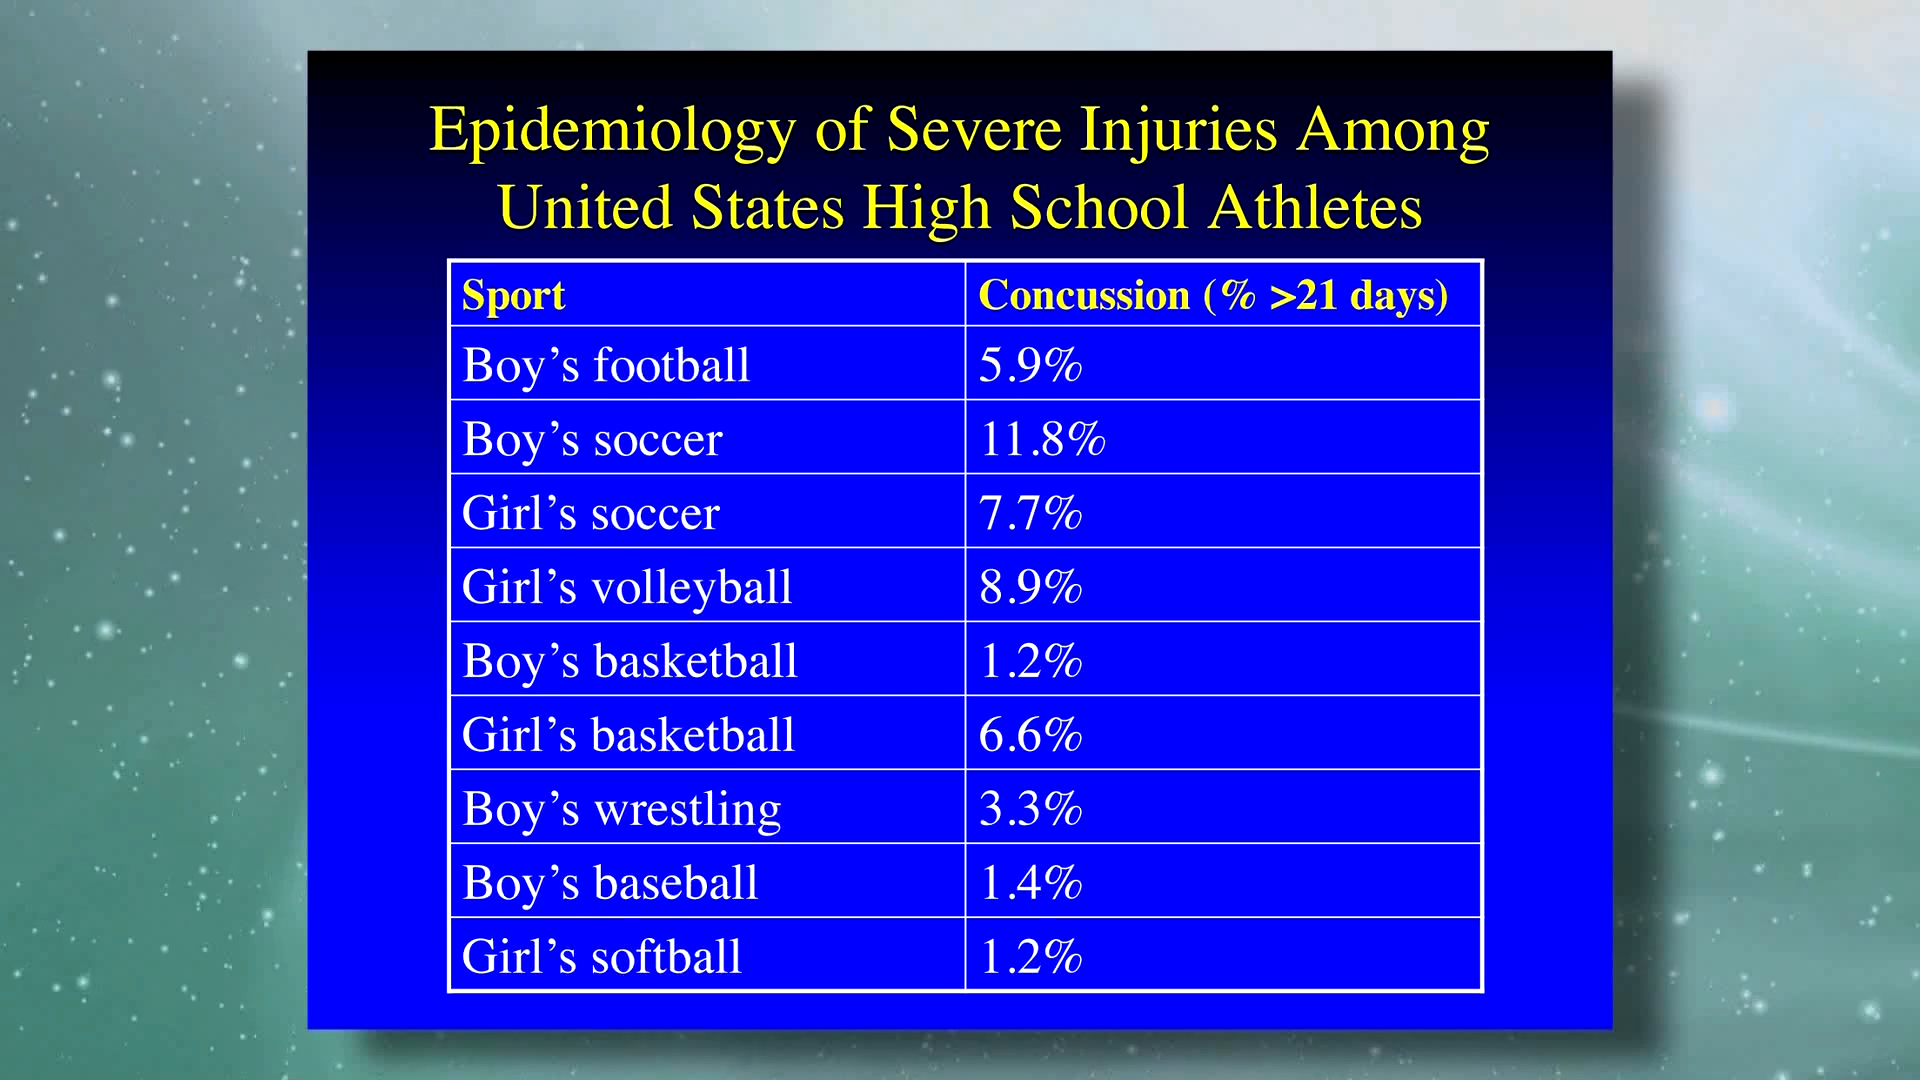 Epidemiology of Severe Injuries Among
United States High School Athletes
Sport Concussion (% >21 days)
Boy’s football 5.9%
Boy’s soccer 11.8%
Girl’s soccer 7.7%
Girl’s volleyball 8.9%
Boy’s basketball 1.2%
Girl’s basketball 6.6%
Boy’s wrestling 3.3%
Boy’s baseball 1.4%
Girl’s softball 1.2%